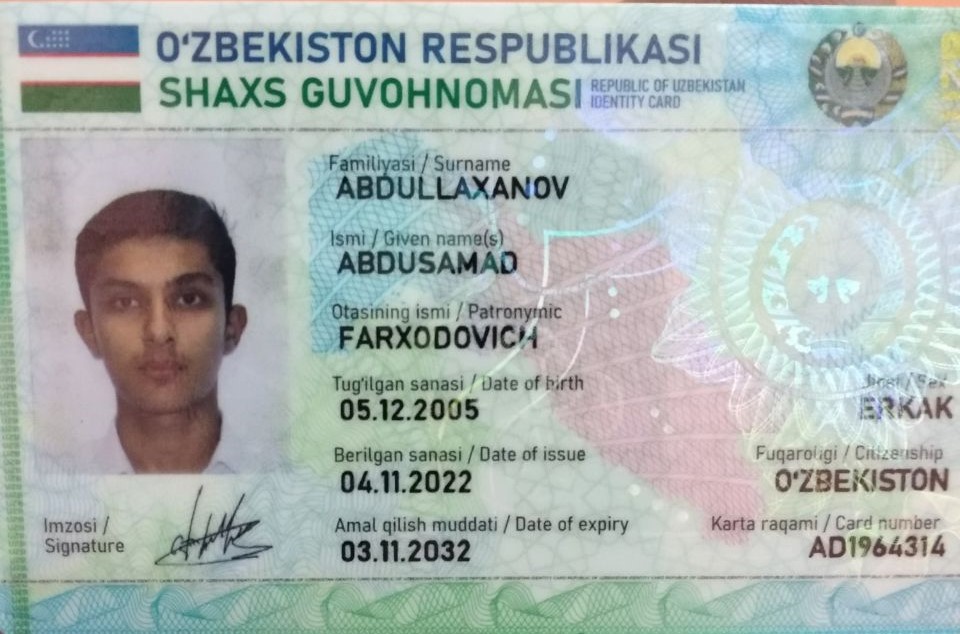 O‘ZBEKISTON RESPUBLIKASI
SHAXS GUVOHNOMASI
REPUBLIC OF UZBEKISTAN
IDENTITY CARD
Familiyasi / Surname
ABDULLAXANOV
Ismi / Given name(s)
ABDUSAMAD
Otasining ismi / Patronymic
FARXODOVICH
Tug‘ilgan sanasi / Date of birth
05.12.2005
Jinsi / Sex
ERKAK
Berilgan sanasi / Date of issue
04.11.2022
Fuqaroligi / Citizenship
O‘ZBEKISTON
Imzosi /
Signature
Amal qilish muddati / Date of expiry
03.11.2032
Karta raqami / Card number
AD1964314